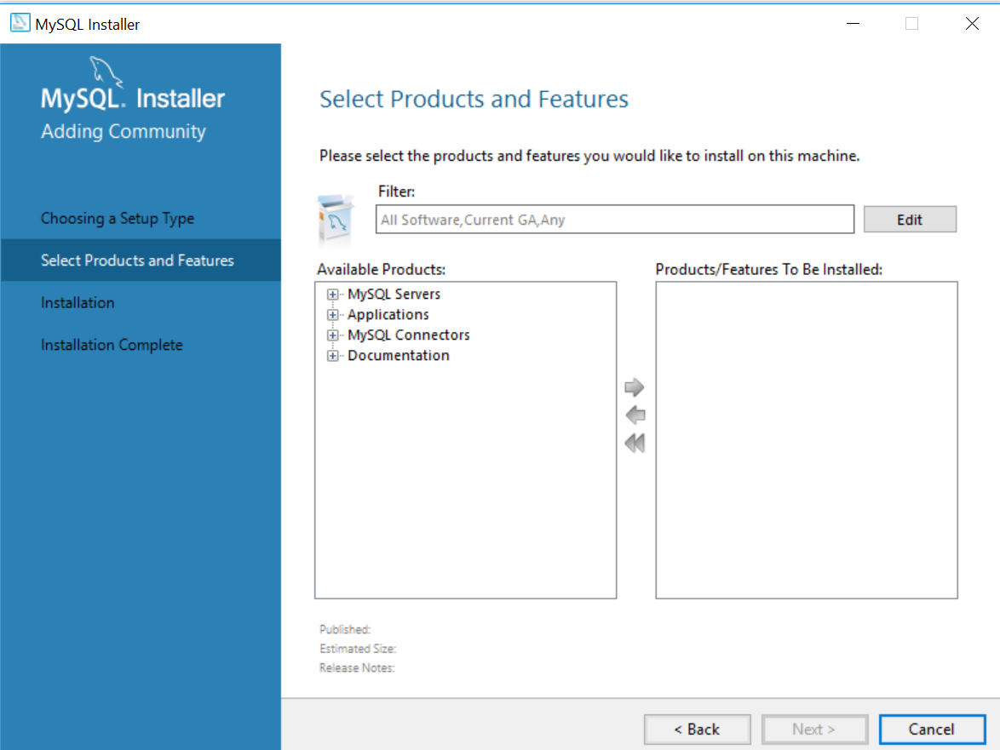 MySQL Installer
MySQL. Installer
Adding Community
Choosing a Setup Type
Select Products and Features
Installation
Installation Complete
Select Products and Features
Please select the products and features you would like to install on this machine.
Filter:
All Software,Current GA,Any
Edit
Available Products:
MySQL Servers
Applications
MySQL Connectors
Documentation
Products/Features To Be Installed:
Published:
Estimated Size:
Release Notes:
< Back
Next >
Cancel